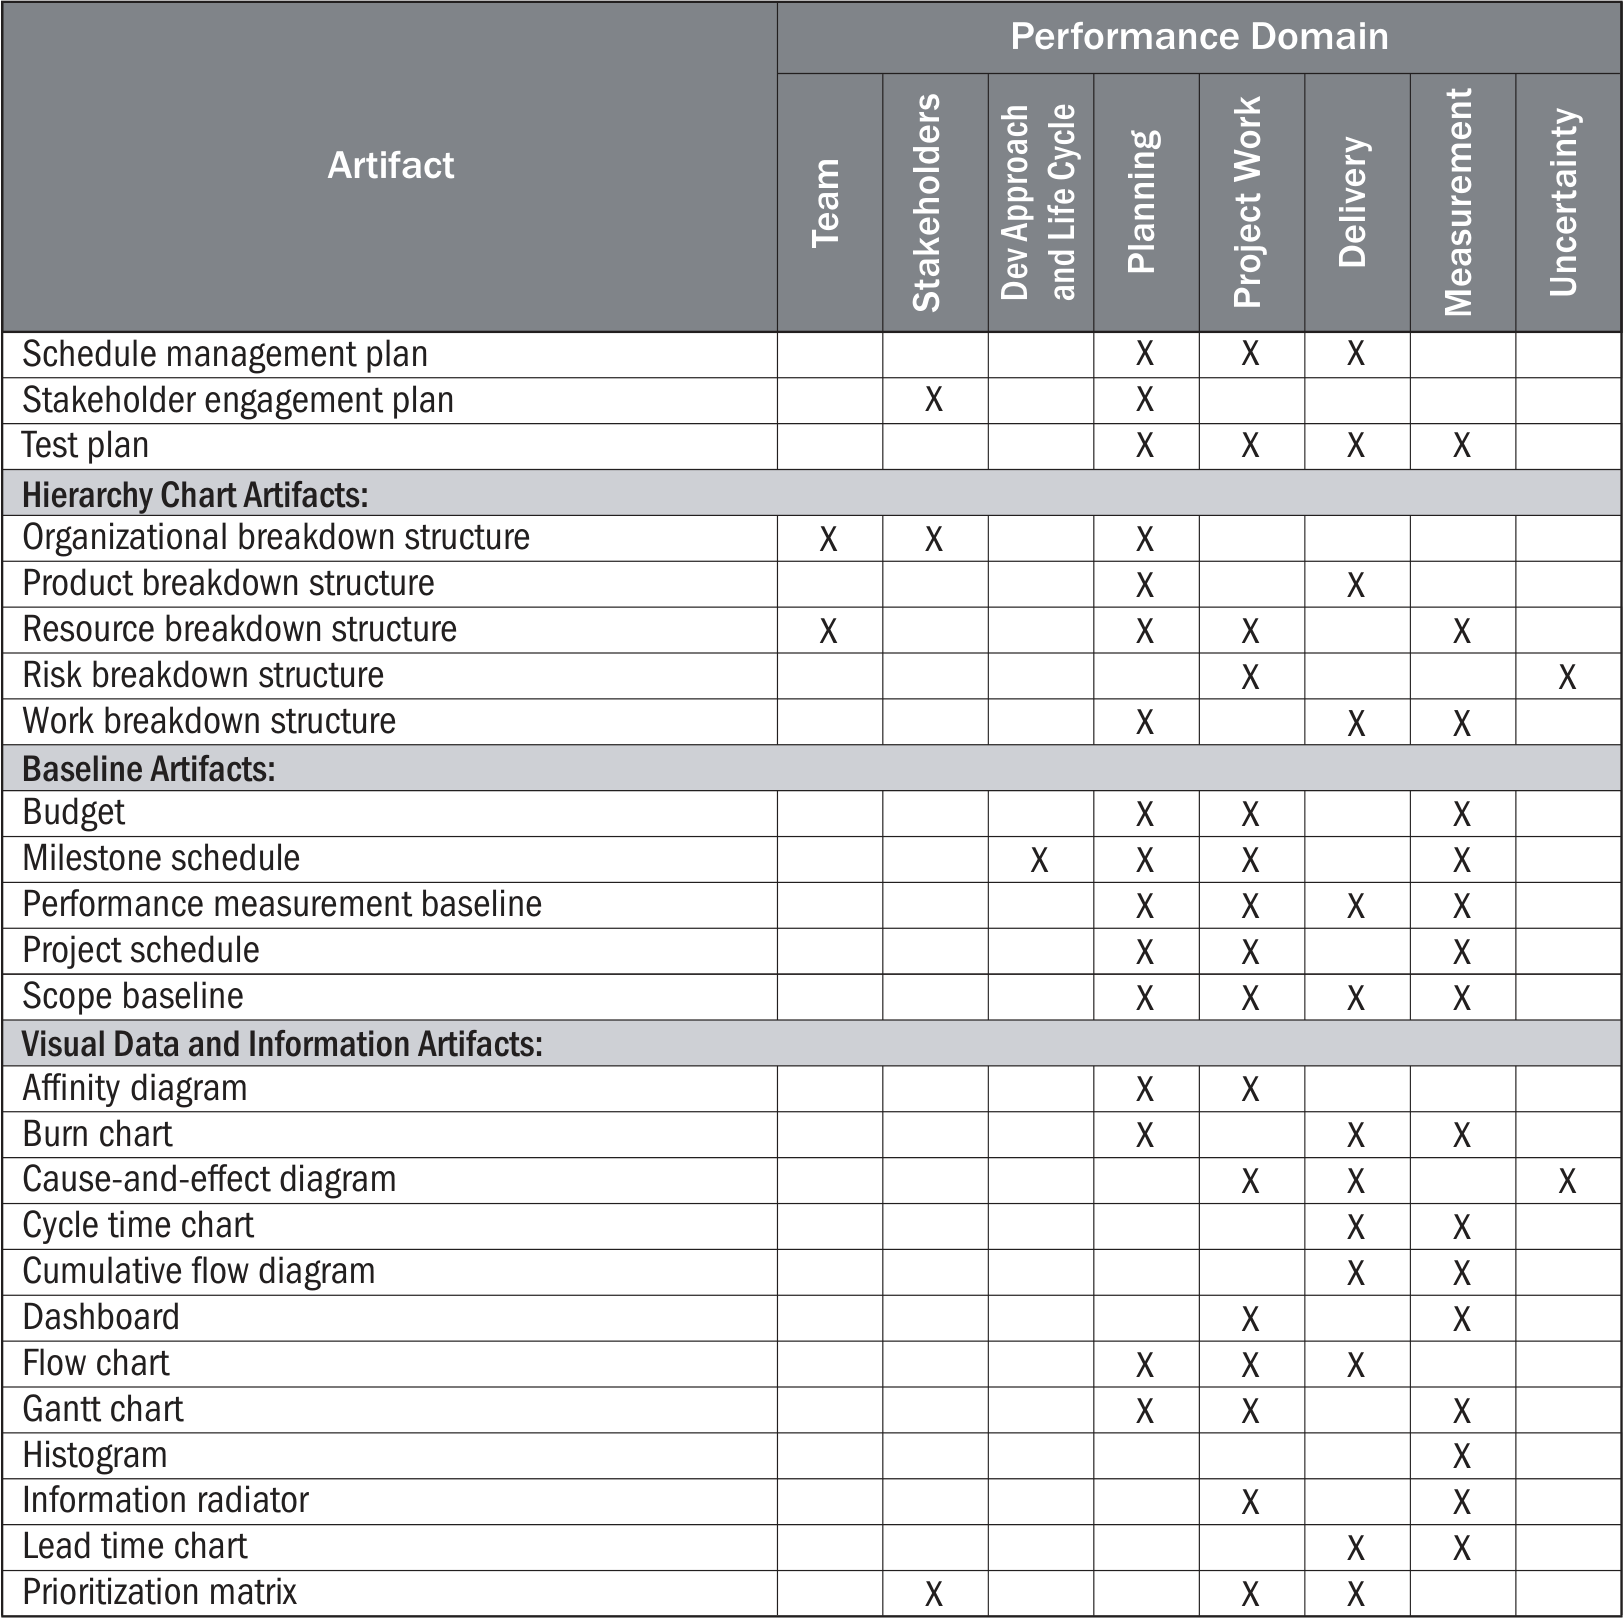 Artifact
Performance Domain
Team
Stakeholders
Dev Approach
and Life Cycle
Planning
Project Work
Delivery
Measurement
Uncertainty
Schedule management plan X X X
Stakeholder engagement plan X X
Test plan X X X X
Hierarchy Chart Artifacts:
Organizational breakdown structure X X X
Product breakdown structure X X
Resource breakdown structure X X X X
Risk breakdown structure X X
Work breakdown structure X X X
Baseline Artifacts:
Budget X X X
Milestone schedule X X X X
Performance measurement baseline X X X X
Project schedule X X X
Scope baseline X X X X
Visual Data and Information Artifacts:
Affinity diagram X X
Burn chart X X X
Cause-and-effect diagram X X X
Cycle time chart X X
Cumulative flow diagram X X
Dashboard X X
Flow chart X X X
Gantt chart X X X
Histogram X
Information radiator X X
Lead time chart X X
Prioritization matrix X X X